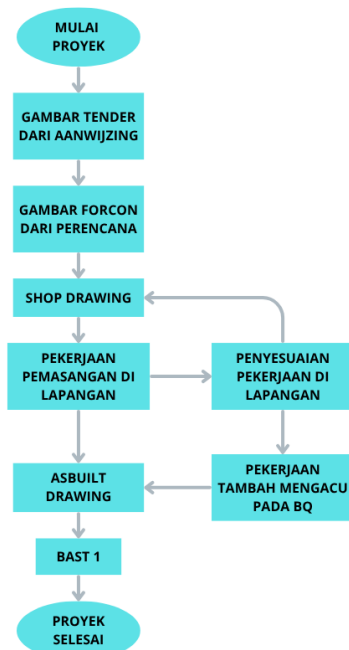 MULAI
PROYEK
GAMBAR TENDER
DARI AANWIJZING
GAMBAR FORCON
DARI PERENCANA
SHOP DRAWING
PEKERJAAN
PEMASANGAN DI
LAPANGAN
PENYESUAIAN
PEKERJAAN DI
LAPANGAN
ASBUILT
DRAWING
PEKERJAAN
TAMBAH MENGACU
PADA BQ
BAST 1
PROYEK
SELESAI